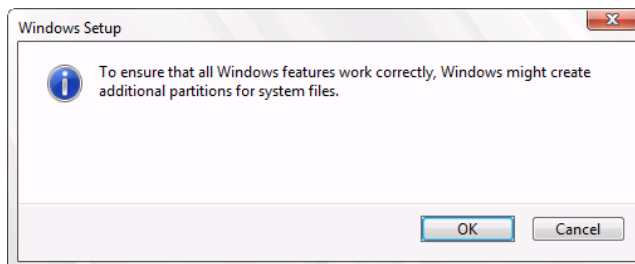 Windows Setup
To ensure that all Windows features work correctly, Windows might create
additional partitions for system files.
OK
Cancel